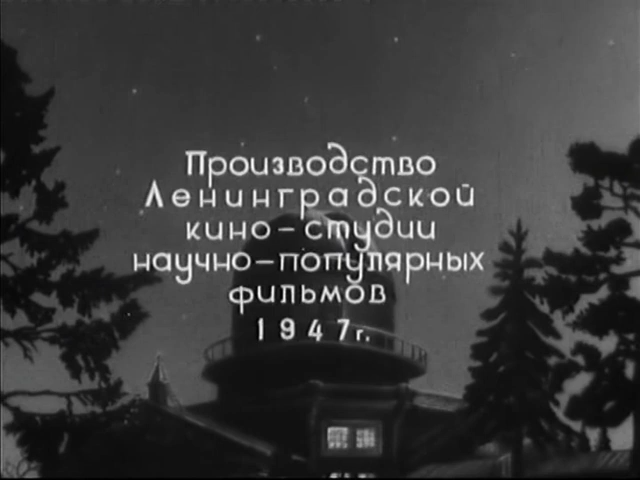 Производство
Ленинградской
кино-студии
научно-популярных
фильмов
1947г.